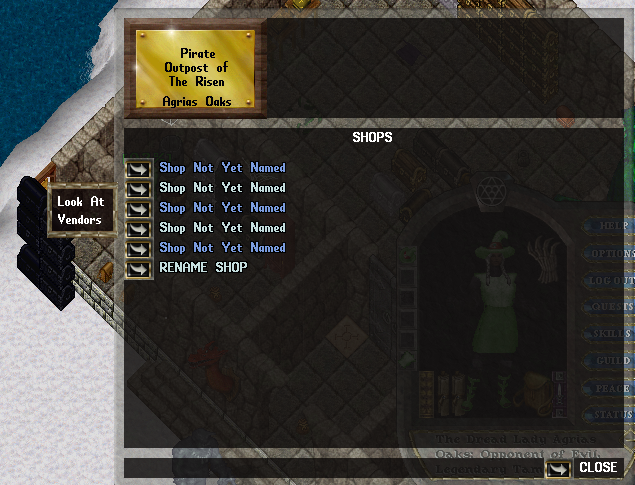 Pirate
Outpost of
The Risen
Agrias Oaks
SHOPS
Shop Not Yet Named
Shop Not Yet Named
Shop Not Yet Named
Shop Not Yet Named
Shop Not Yet Named
RENAME SHOP
Look At
Vendors
HELP
OPTIONS
LOG OUT
QUESTS
SKILLS
GUILD
PEACE
STATUS
The Dread Lady Agrias
Oaks: Opponent of Evil,
Legendary Tam
CLOSE